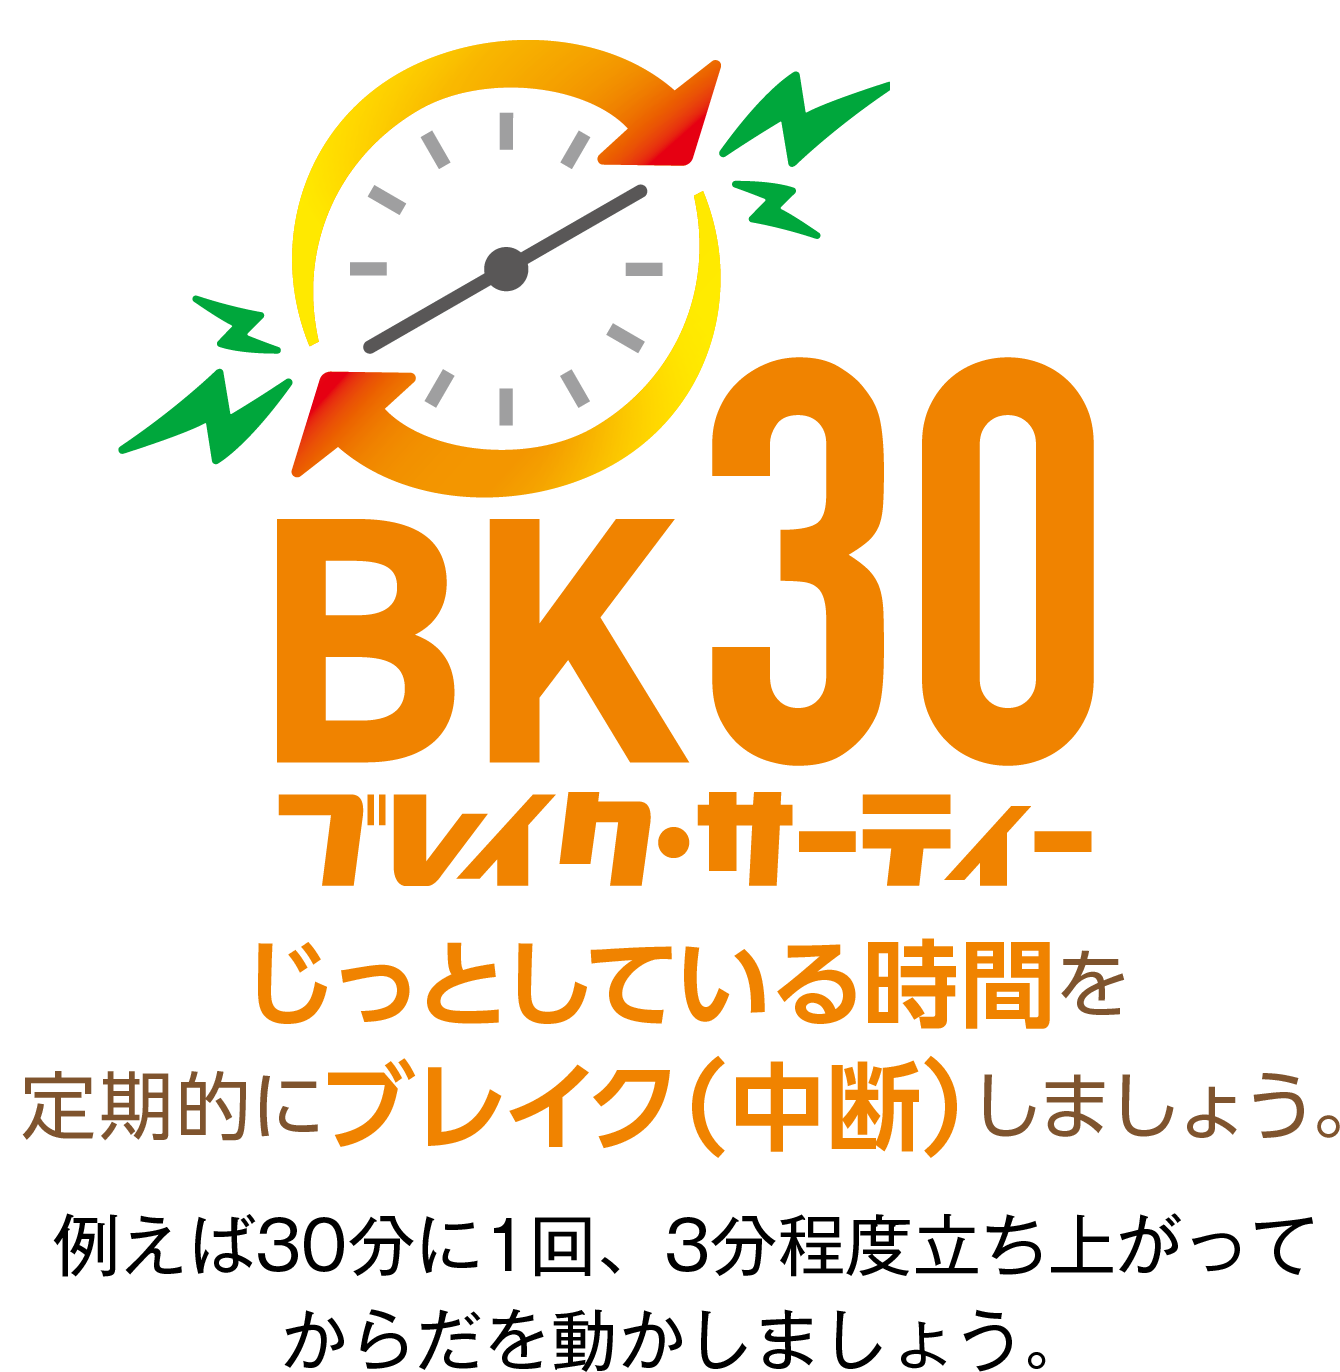 BK30
ブレイク・サーティー
じっとしている時間を
定期的にブレイク(中断)しましょう。
例えば30分に1回、3分程度立ち上がって
からだを動かしましょう。